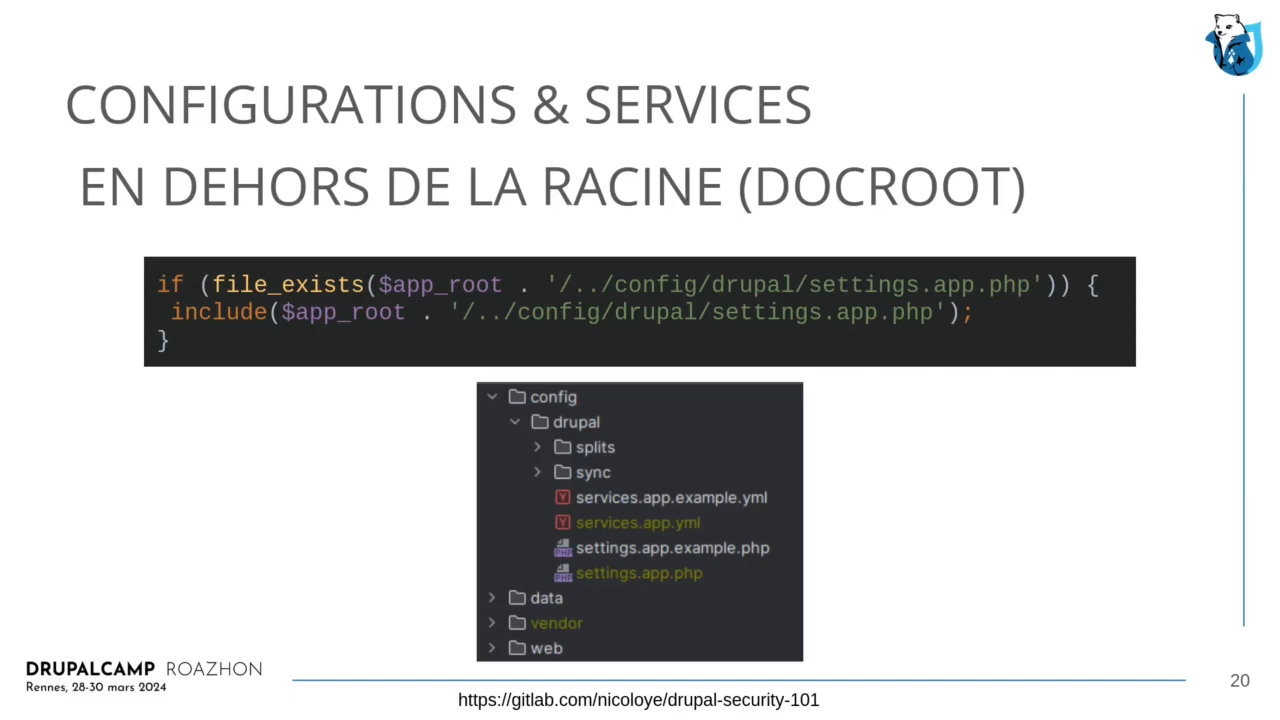 CONFIGURATIONS & SERVICES
EN DEHORS DE LA RACINE (DOCROOT)
if (file_exists($app_root . '/../config/drupal/settings.app.php')) {
include($app_root . '/../config/drupal/settings.app.php');
}
config
drupal
splits
sync
services.app.example.yml
services.app.yml
settings.app.example.php
settings.app.php
data
vendor
web
DRUPALCAMP ROAZHON
Rennes, 28-30 mars 2024
https://gitlab.com/nicoloye/drupal-security-101
20